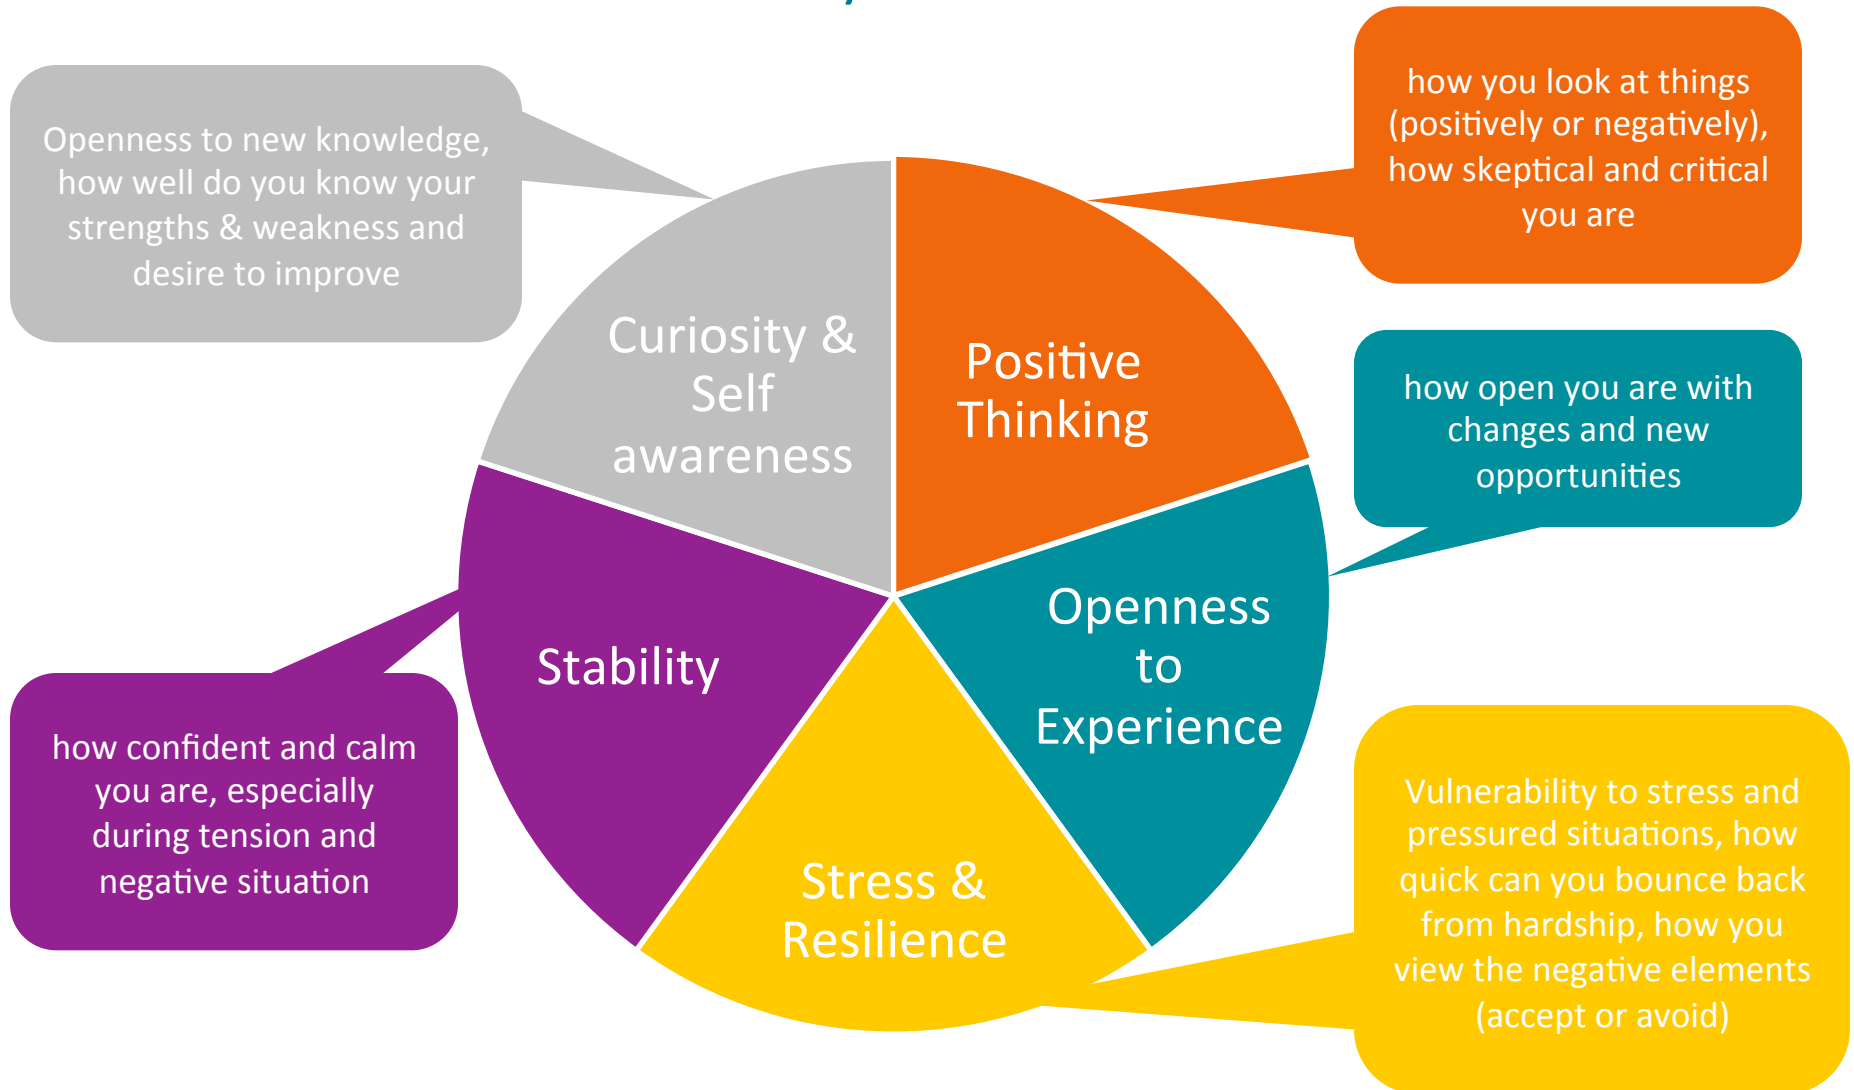 Openness to new knowledge,
how well do you know your
strengths & weakness and
desire to improve
how you look at things
(positively or negatively),
how skeptical and critical
you are
Curiosity &
Self
awareness
Positive
Thinking
how open you are with
changes and new
opportunities
Openness
to
Experience
Stability
how confident and calm
you are, especially
during tension and
negative situation
Stress &
Resilience
Vulnerability to stress and
pressured situations, how
quick can you bounce back
from hardship, how you
view the negative elements
(accept or avoid)